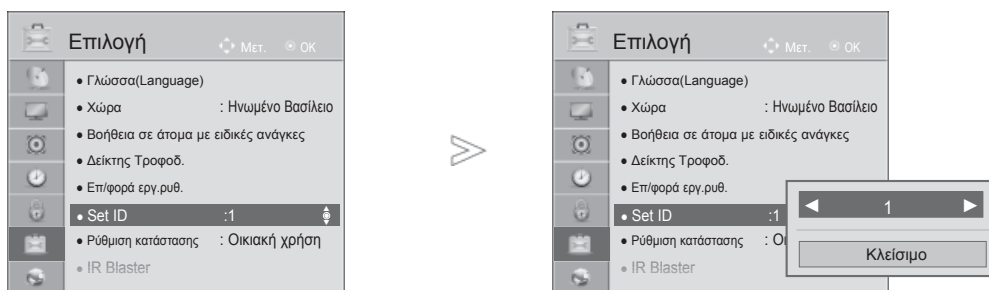 Επιλογή Μετ. OK
● Γλώσσα(Language)
● Χώρα : Ηνωμένο Βασίλειο
● Βοήθεια σε άτομα με ειδικές ανάγκες
● Δείκτης Τροφοδ.
● Επ/φορά εργ.ρυθ.
● Set ID :1
● Ρύθμιση κατάστασης : Οικιακή χρήση
● IR Blaster
Επιλογή Μετ. OK
● Γλώσσα(Language)
● Χώρα : Ηνωμένο Βασίλειο
● Βοήθεια σε άτομα με ειδικές ανάγκες
● Δείκτης Τροφοδ.
● Επ/φορά εργ.ρυθ.
● Set ID :1
● Ρύθμιση κατάστασης : Οι
● IR Blaster
◄ 1 ►
Κλείσιμο